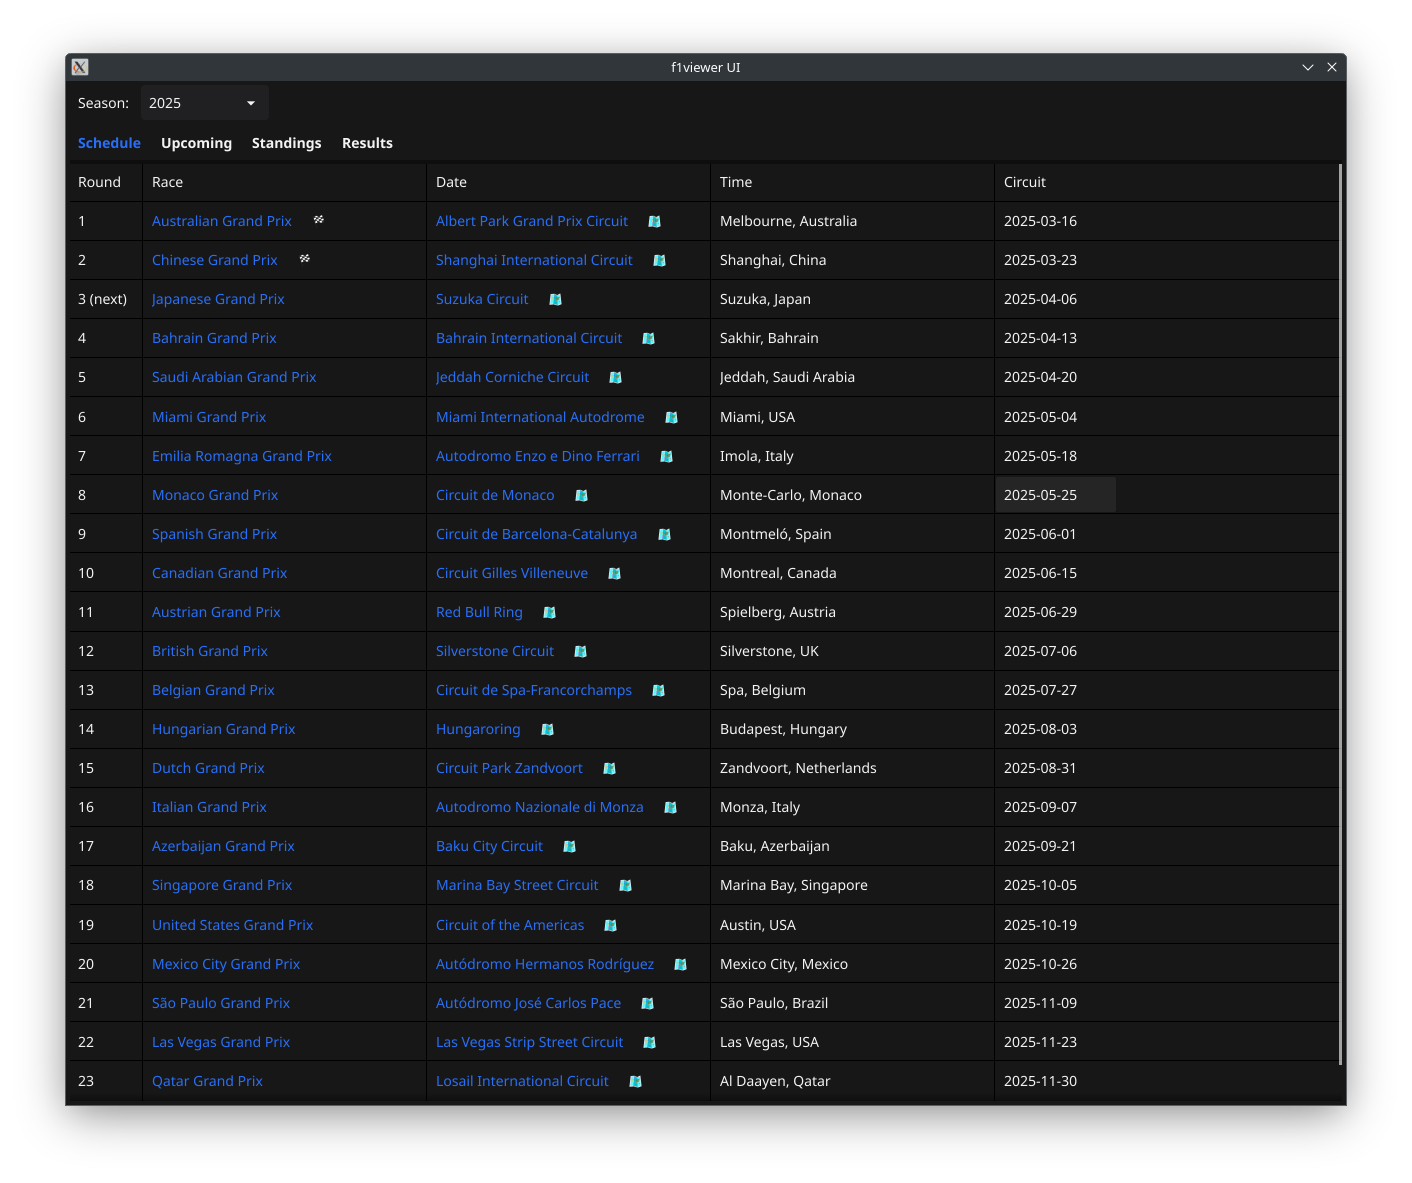 f1viewer UI
Season: 2025
Schedule Upcoming Standings Results
Round Race Date Time Circuit
1 Australian Grand Prix Albert Park Grand Prix Circuit Melbourne, Australia 2025-03-16
2 Chinese Grand Prix Shanghai International Circuit Shanghai, China 2025-03-23
3 (next) Japanese Grand Prix Suzuka Circuit Suzuka, Japan 2025-04-06
4 Bahrain Grand Prix Bahrain International Circuit Sakhir, Bahrain 2025-04-13
5 Saudi Arabian Grand Prix Jeddah Corniche Circuit Jeddah, Saudi Arabia 2025-04-20
6 Miami Grand Prix Miami International Autodrome Miami, USA 2025-05-04
7 Emilia Romagna Grand Prix Autodromo Enzo e Dino Ferrari Imola, Italy 2025-05-18
8 Monaco Grand Prix Circuit de Monaco Monte-Carlo, Monaco 2025-05-25
9 Spanish Grand Prix Circuit de Barcelona-Catalunya Montmeló, Spain 2025-06-01
10 Canadian Grand Prix Circuit Gilles Villeneuve Montreal, Canada 2025-06-15
11 Austrian Grand Prix Red Bull Ring Spielberg, Austria 2025-06-29
12 British Grand Prix Silverstone Circuit Silverstone, UK 2025-07-06
13 Belgian Grand Prix Circuit de Spa-Francorchamps Spa, Belgium 2025-07-27
14 Hungarian Grand Prix Hungaroring Budapest, Hungary 2025-08-03
15 Dutch Grand Prix Circuit Park Zandvoort Zandvoort, Netherlands 2025-08-31
16 Italian Grand Prix Autodromo Nazionale di Monza Monza, Italy 2025-09-07
17 Azerbaijan Grand Prix Baku City Circuit Baku, Azerbaijan 2025-09-21
18 Singapore Grand Prix Marina Bay Street Circuit Marina Bay, Singapore 2025-10-05
19 United States Grand Prix Circuit of the Americas Austin, USA 2025-10-19
20 Mexico City Grand Prix Autódromo Hermanos Rodríguez Mexico City, Mexico 2025-10-26
21 São Paulo Grand Prix Autódromo José Carlos Pace São Paulo, Brazil 2025-11-09
22 Las Vegas Grand Prix Las Vegas Strip Street Circuit Las Vegas, USA 2025-11-23
23 Qatar Grand Prix Losail International Circuit Al Daayen, Qatar 2025-11-30